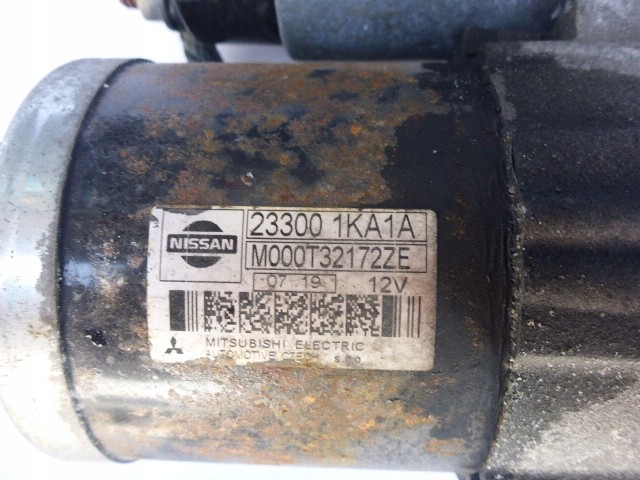 NISSAN
23300 1KA1A
M000T32172ZE
07 19 12V
MITSUBISHI ELECTRIC
AUTOMOTIVE CZECH s.r.o